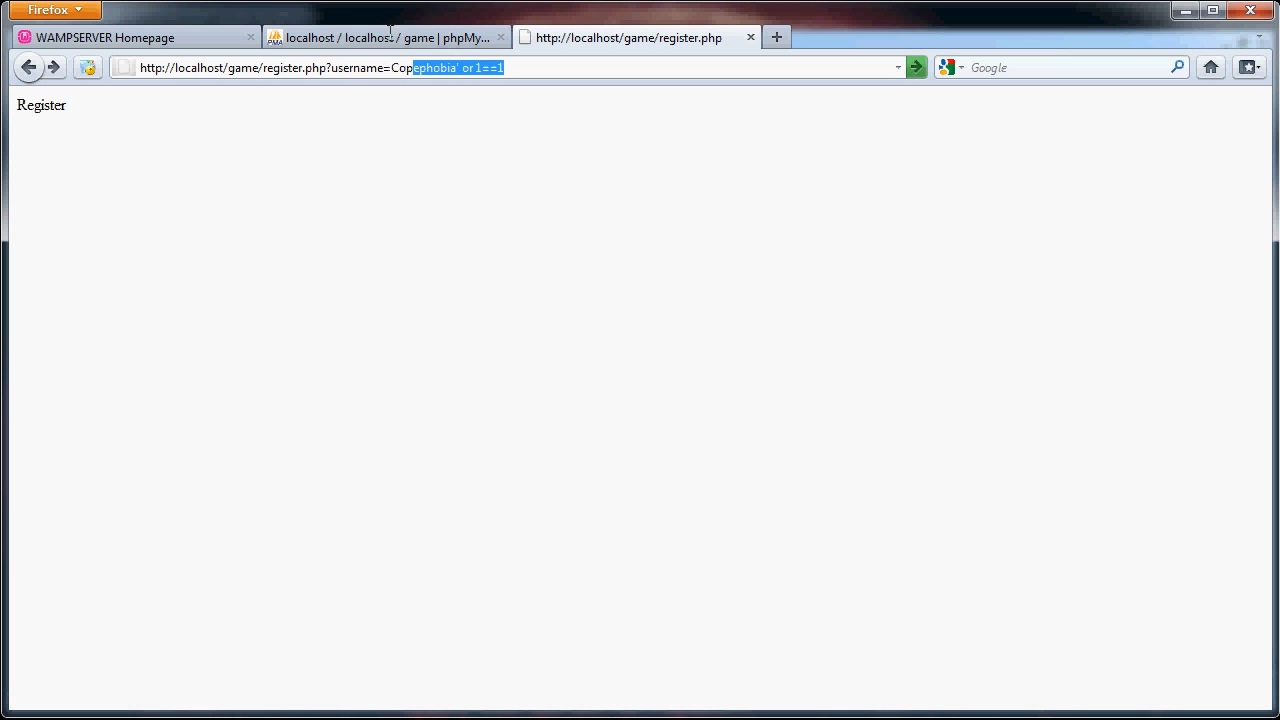 Firefox
WAMPSERVER Homepage
PMA localhost / localhost / game | phpMy...
http://localhost/game/register.php
http://localhost/game/register.php?username=Copephobia' or 1==1
Google
Register